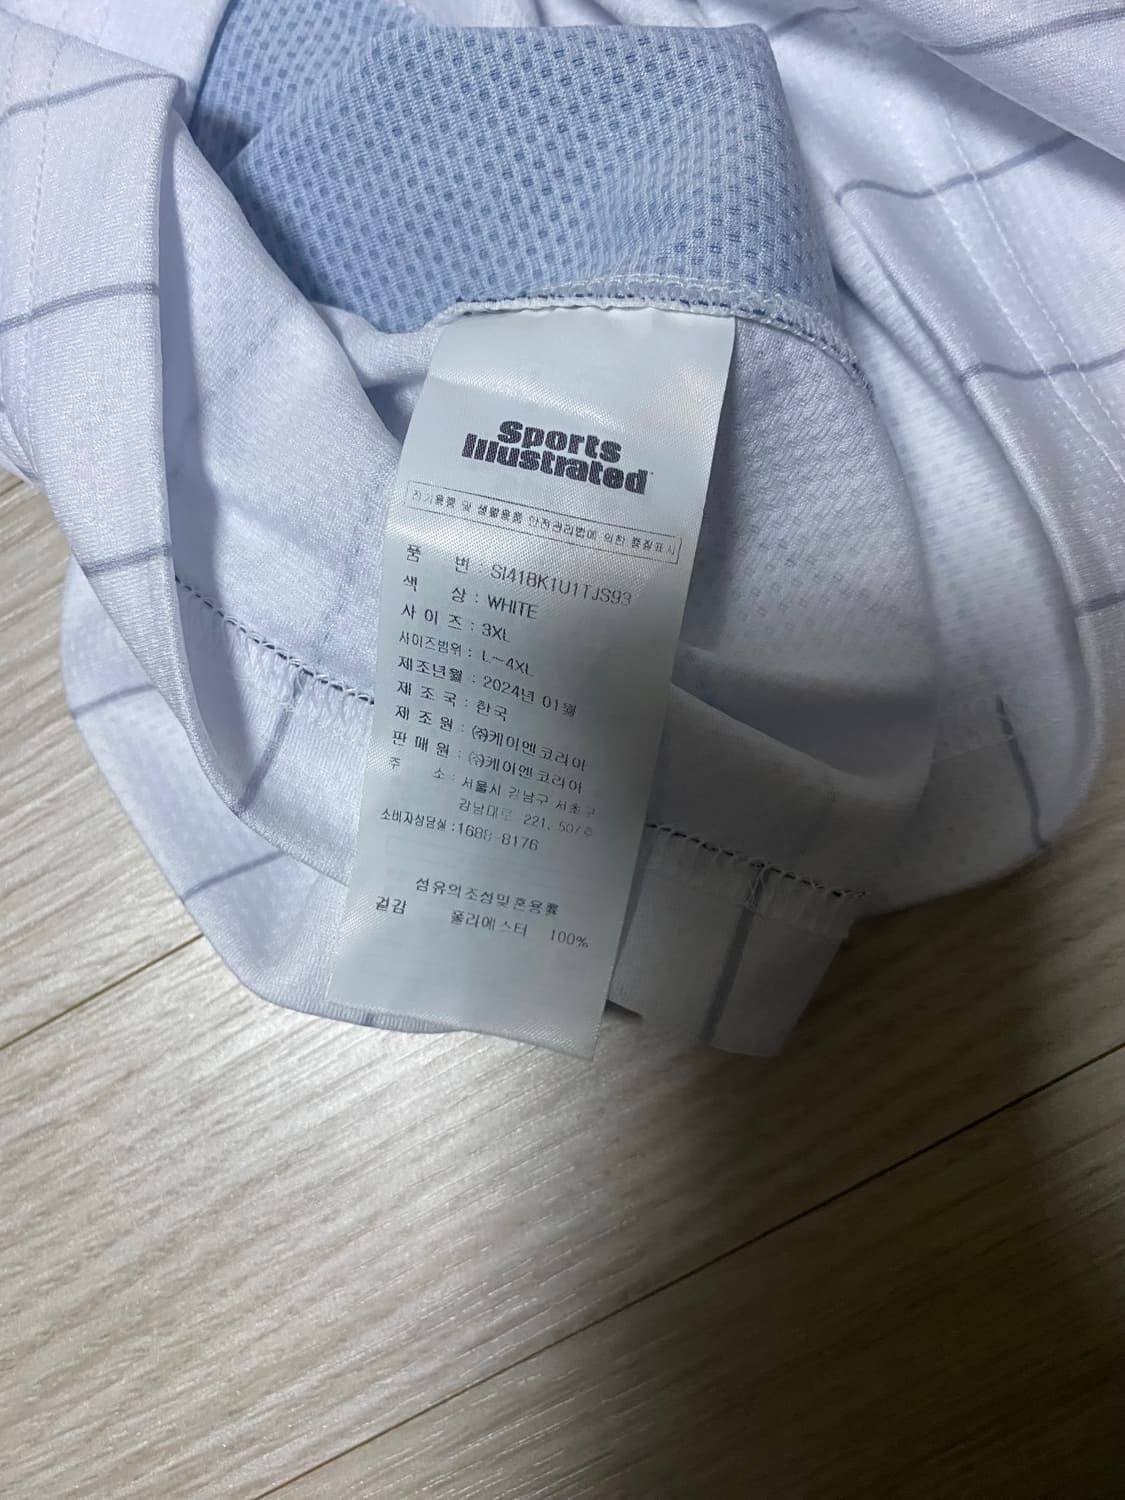 Sports
Illustrated
전기용품 및 생활용품 안전관리법에 의한 품질표시
품 번 : SI41BK1U1TJS93
색 상 : WHITE
사 이 즈 : 3XL
사이즈범위 : L~4XL
제조년월 : 2024년 01월
제 조 국 : 한국
제 조 원 : ㈜케이엔코리아
판 매 원 : ㈜케이엔코리아
주 소 : 서울시 강남구 서초구
강남대로 221, 507호
소비자상담실 : 1688-8176
섬유의조성및혼용률
겉감 폴리에스터 100%